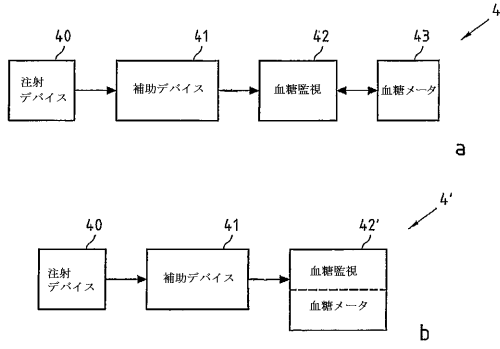 4
40
41
42
43
注射
デバイス
補助デバイス
血糖監視
血糖メータ
a
4'
40
41
42'
注射
デバイス
補助デバイス
血糖監視
血糖メータ
b